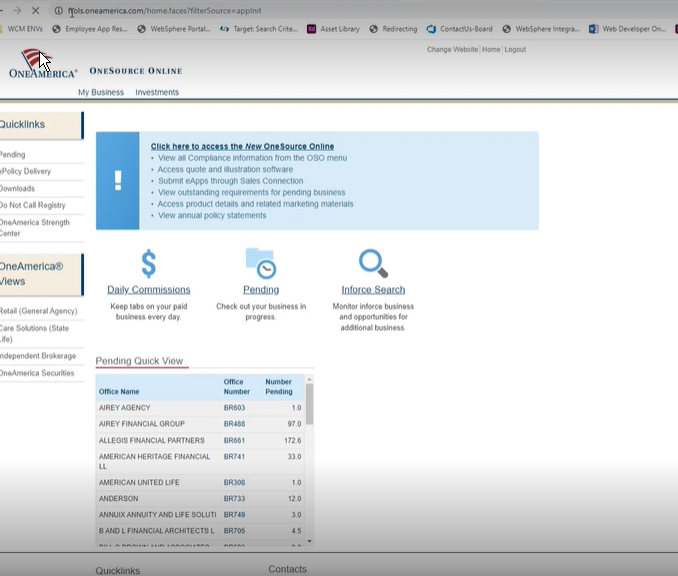 tools.oneamerica.com/home.faces?filterSource=appInit
WCM ENVs Employee App Res... WebSphere Portal... Target: Search Crite... Asset Library Redirecting ContactUs-Board WebSphere Integra... Web Developer On...
Change Website | Home | Logout
ONEAMERICA® ONESOURCE ONLINE
My Business Investments
Quicklinks
Pending
ePolicy Delivery
Downloads
Do Not Call Registry
OneAmerica Strength
Center
OneAmerica®
Views
Retail (General Agency)
Care Solutions (State
Life)
Independent Brokerage
OneAmerica Securities
!
Click here to access the New OneSource Online
• View all Compliance information from the OSO menu
• Access quote and illustration software
• Submit eApps through Sales Connection
• View outstanding requirements for pending business
• Access product details and related marketing materials
• View annual policy statements
Daily Commissions
Keep tabs on your paid
business every day.
Pending
Check out your business in
progress.
Inforce Search
Monitor inforce business
and opportunities for
additional business.
Pending Quick View
Office Name Office Number Number Pending
AIREY AGENCY BR603 1.0
AIREY FINANCIAL GROUP BR488 97.0
ALLEGIS FINANCIAL PARTNERS BR661 172.6
AMERICAN HERITAGE FINANCIAL BR741 33.0
LL
AMERICAN UNITED LIFE BR308 1.0
ANDERSON BR733 12.0
ANNUIX ANNUITY AND LIFE SOLUTI BR749 3.0
B AND L FINANCIAL ARCHITECTS L BR705 4.5
Quicklinks Contacts